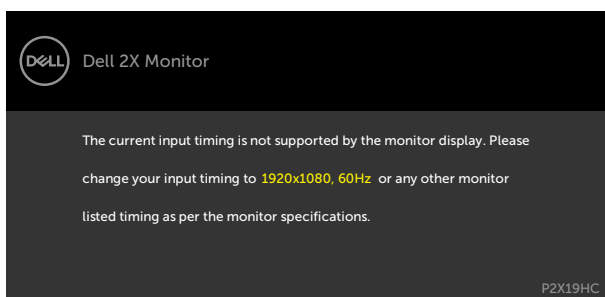 DELL
Dell 2X Monitor
The current input timing is not supported by the monitor display. Please
change your input timing to 1920x1080, 60Hz or any other monitor
listed timing as per the monitor specifications.
P2X19HC